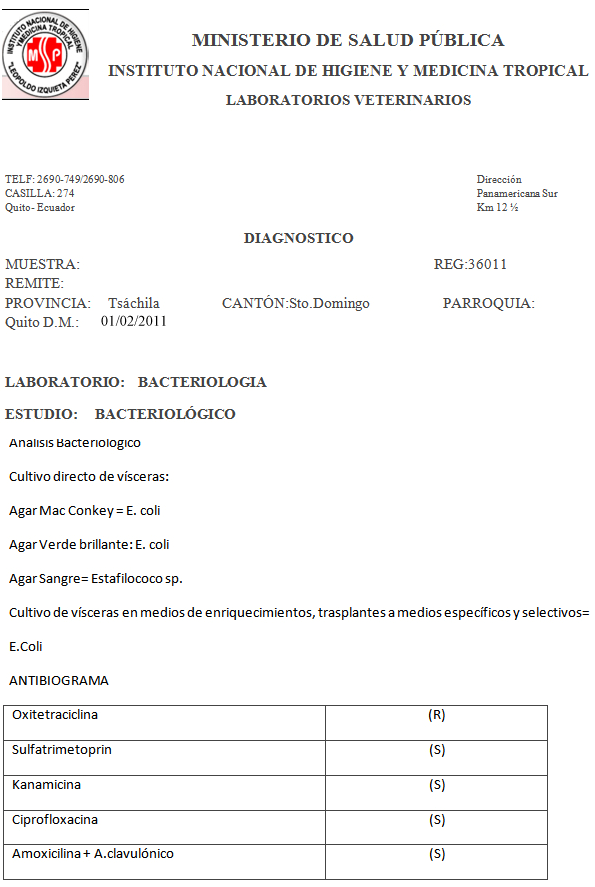 INSTITUTO NACIONAL DE HIGIENE
Y MEDICINA TROPICAL
MSP
"LEOPOLDO IZQUIETA PEREZ"
MINISTERIO DE SALUD PÚBLICA
INSTITUTO NACIONAL DE HIGIENE Y MEDICINA TROPICAL
LABORATORIOS VETERINARIOS
TELF: 2690-749/2690-806 Dirección
CASILLA: 274 Panamericana Sur
Quito- Ecuador Km 12 ½
DIAGNOSTICO
MUESTRA: REG:36011
REMITE:
PROVINCIA: Tsáchila CANTÓN:Sto.Domingo PARROQUIA:
Quito D.M.: 01/02/2011
LABORATORIO: BACTERIOLOGIA
ESTUDIO: BACTERIOLÓGICO
Análisis Bacteriológico
Cultivo directo de vísceras:
Agar Mac Conkey = E. coli
Agar Verde brillante: E. coli
Agar Sangre= Estafilococo sp.
Cultivo de vísceras en medios de enriquecimientos, trasplantes a medios específicos y selectivos=
E.Coli
ANTIBIOGRAMA
Oxitetraciclina (R)
Sulfatrimetoprin (S)
Kanamicina (S)
Ciprofloxacina (S)
Amoxicilina + A.clavulónico (S)